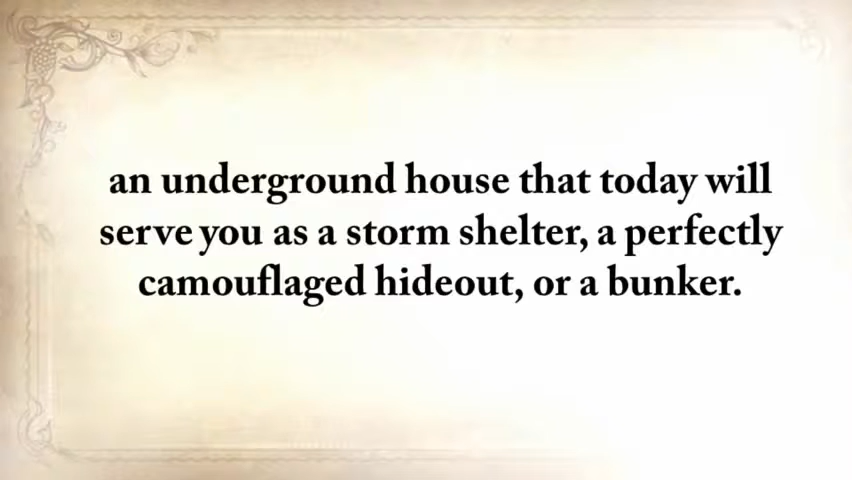 an underground house that today will
serve you as a storm shelter, a perfectly
camouflaged hideout, or a bunker.